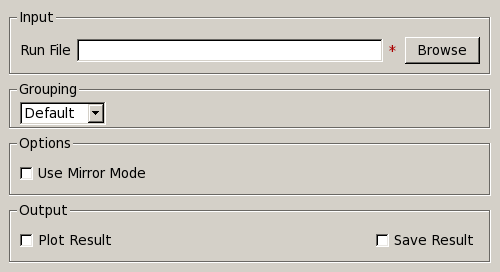 Input
Run File * Browse
Grouping
Default
Options
Use Mirror Mode
Output
Plot Result Save Result